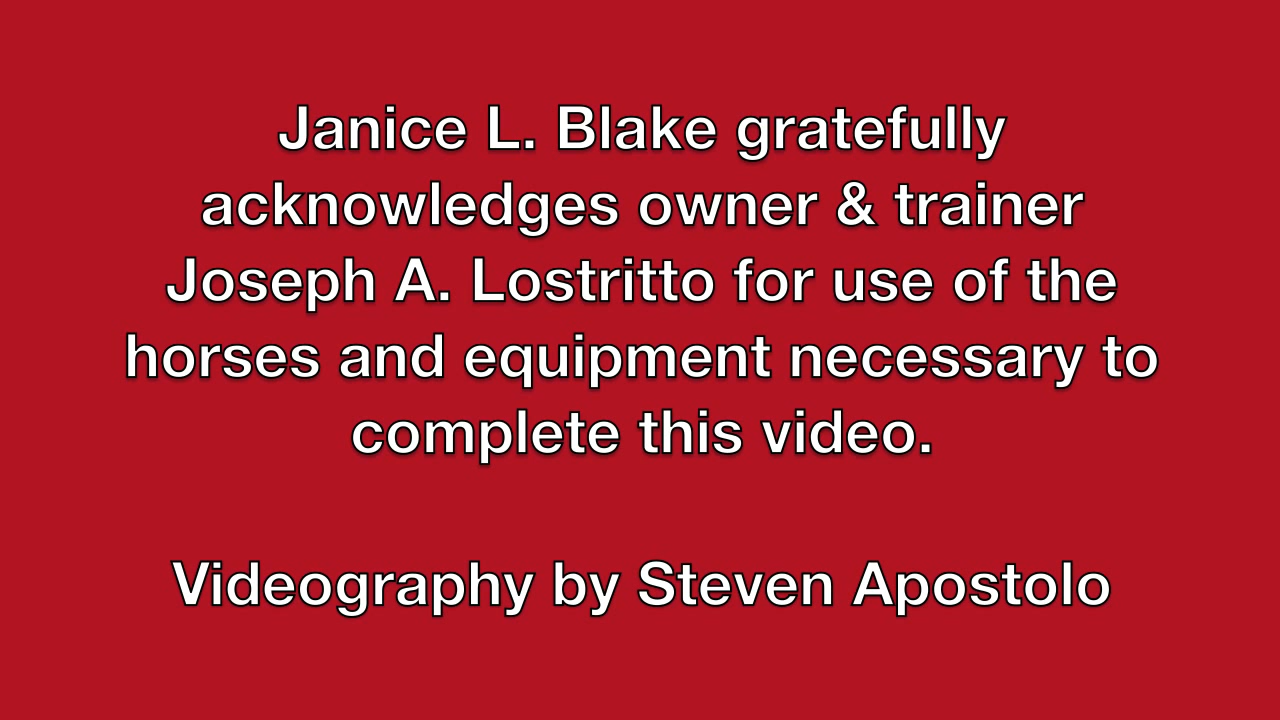 Janice L. Blake gratefully
acknowledges owner & trainer
Joseph A. Lostritto for use of the
horses and equipment necessary to
complete this video.
Videography by Steven Apostolo